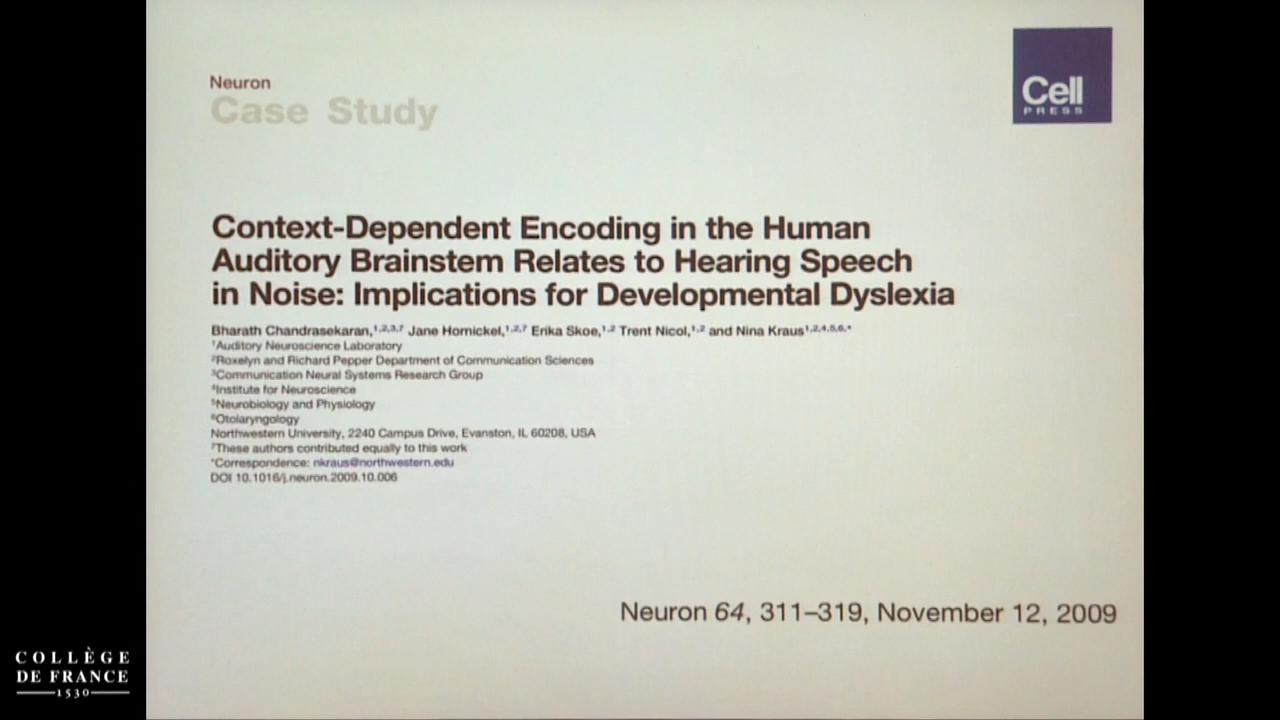 Neuron
Case Study
Cell
PRESS
Context-Dependent Encoding in the Human
Auditory Brainstem Relates to Hearing Speech
in Noise: Implications for Developmental Dyslexia
Bharath Chandrasekaran,1,2,3,7 Jane Hornickel,1,2,7 Erika Skoe,1,2 Trent Nicol,1,2 and Nina Kraus1,2,4,5,6,*
1Auditory Neuroscience Laboratory
2Roxelyn and Richard Pepper Department of Communication Sciences
3Communication Neural Systems Research Group
4Institute for Neuroscience
5Neurobiology and Physiology
6Otolaryngology
Northwestern University, 2240 Campus Drive, Evanston, IL 60208, USA
7These authors contributed equally to this work
*Correspondence: nkraus@northwestern.edu
DOI 10.1016/j.neuron.2009.10.006
Neuron 64, 311–319, November 12, 2009
COLLÈGE
DE FRANCE
1530